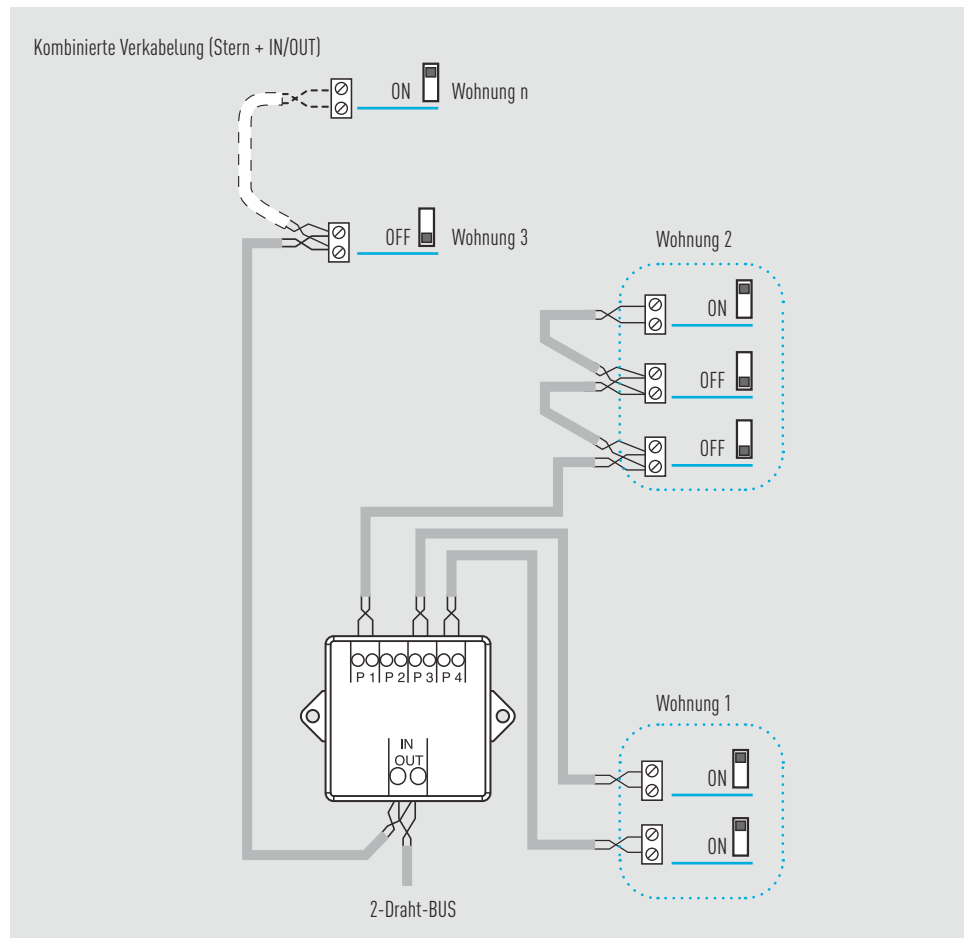 Kombinierte Verkabelung (Stern + IN/OUT)
ON Wohnung n
OFF Wohnung 3
Wohnung 2
ON
OFF
OFF
P 1 P 2 P 3 P 4
IN
OUT
Wohnung 1
ON
ON
2-Draht-BUS